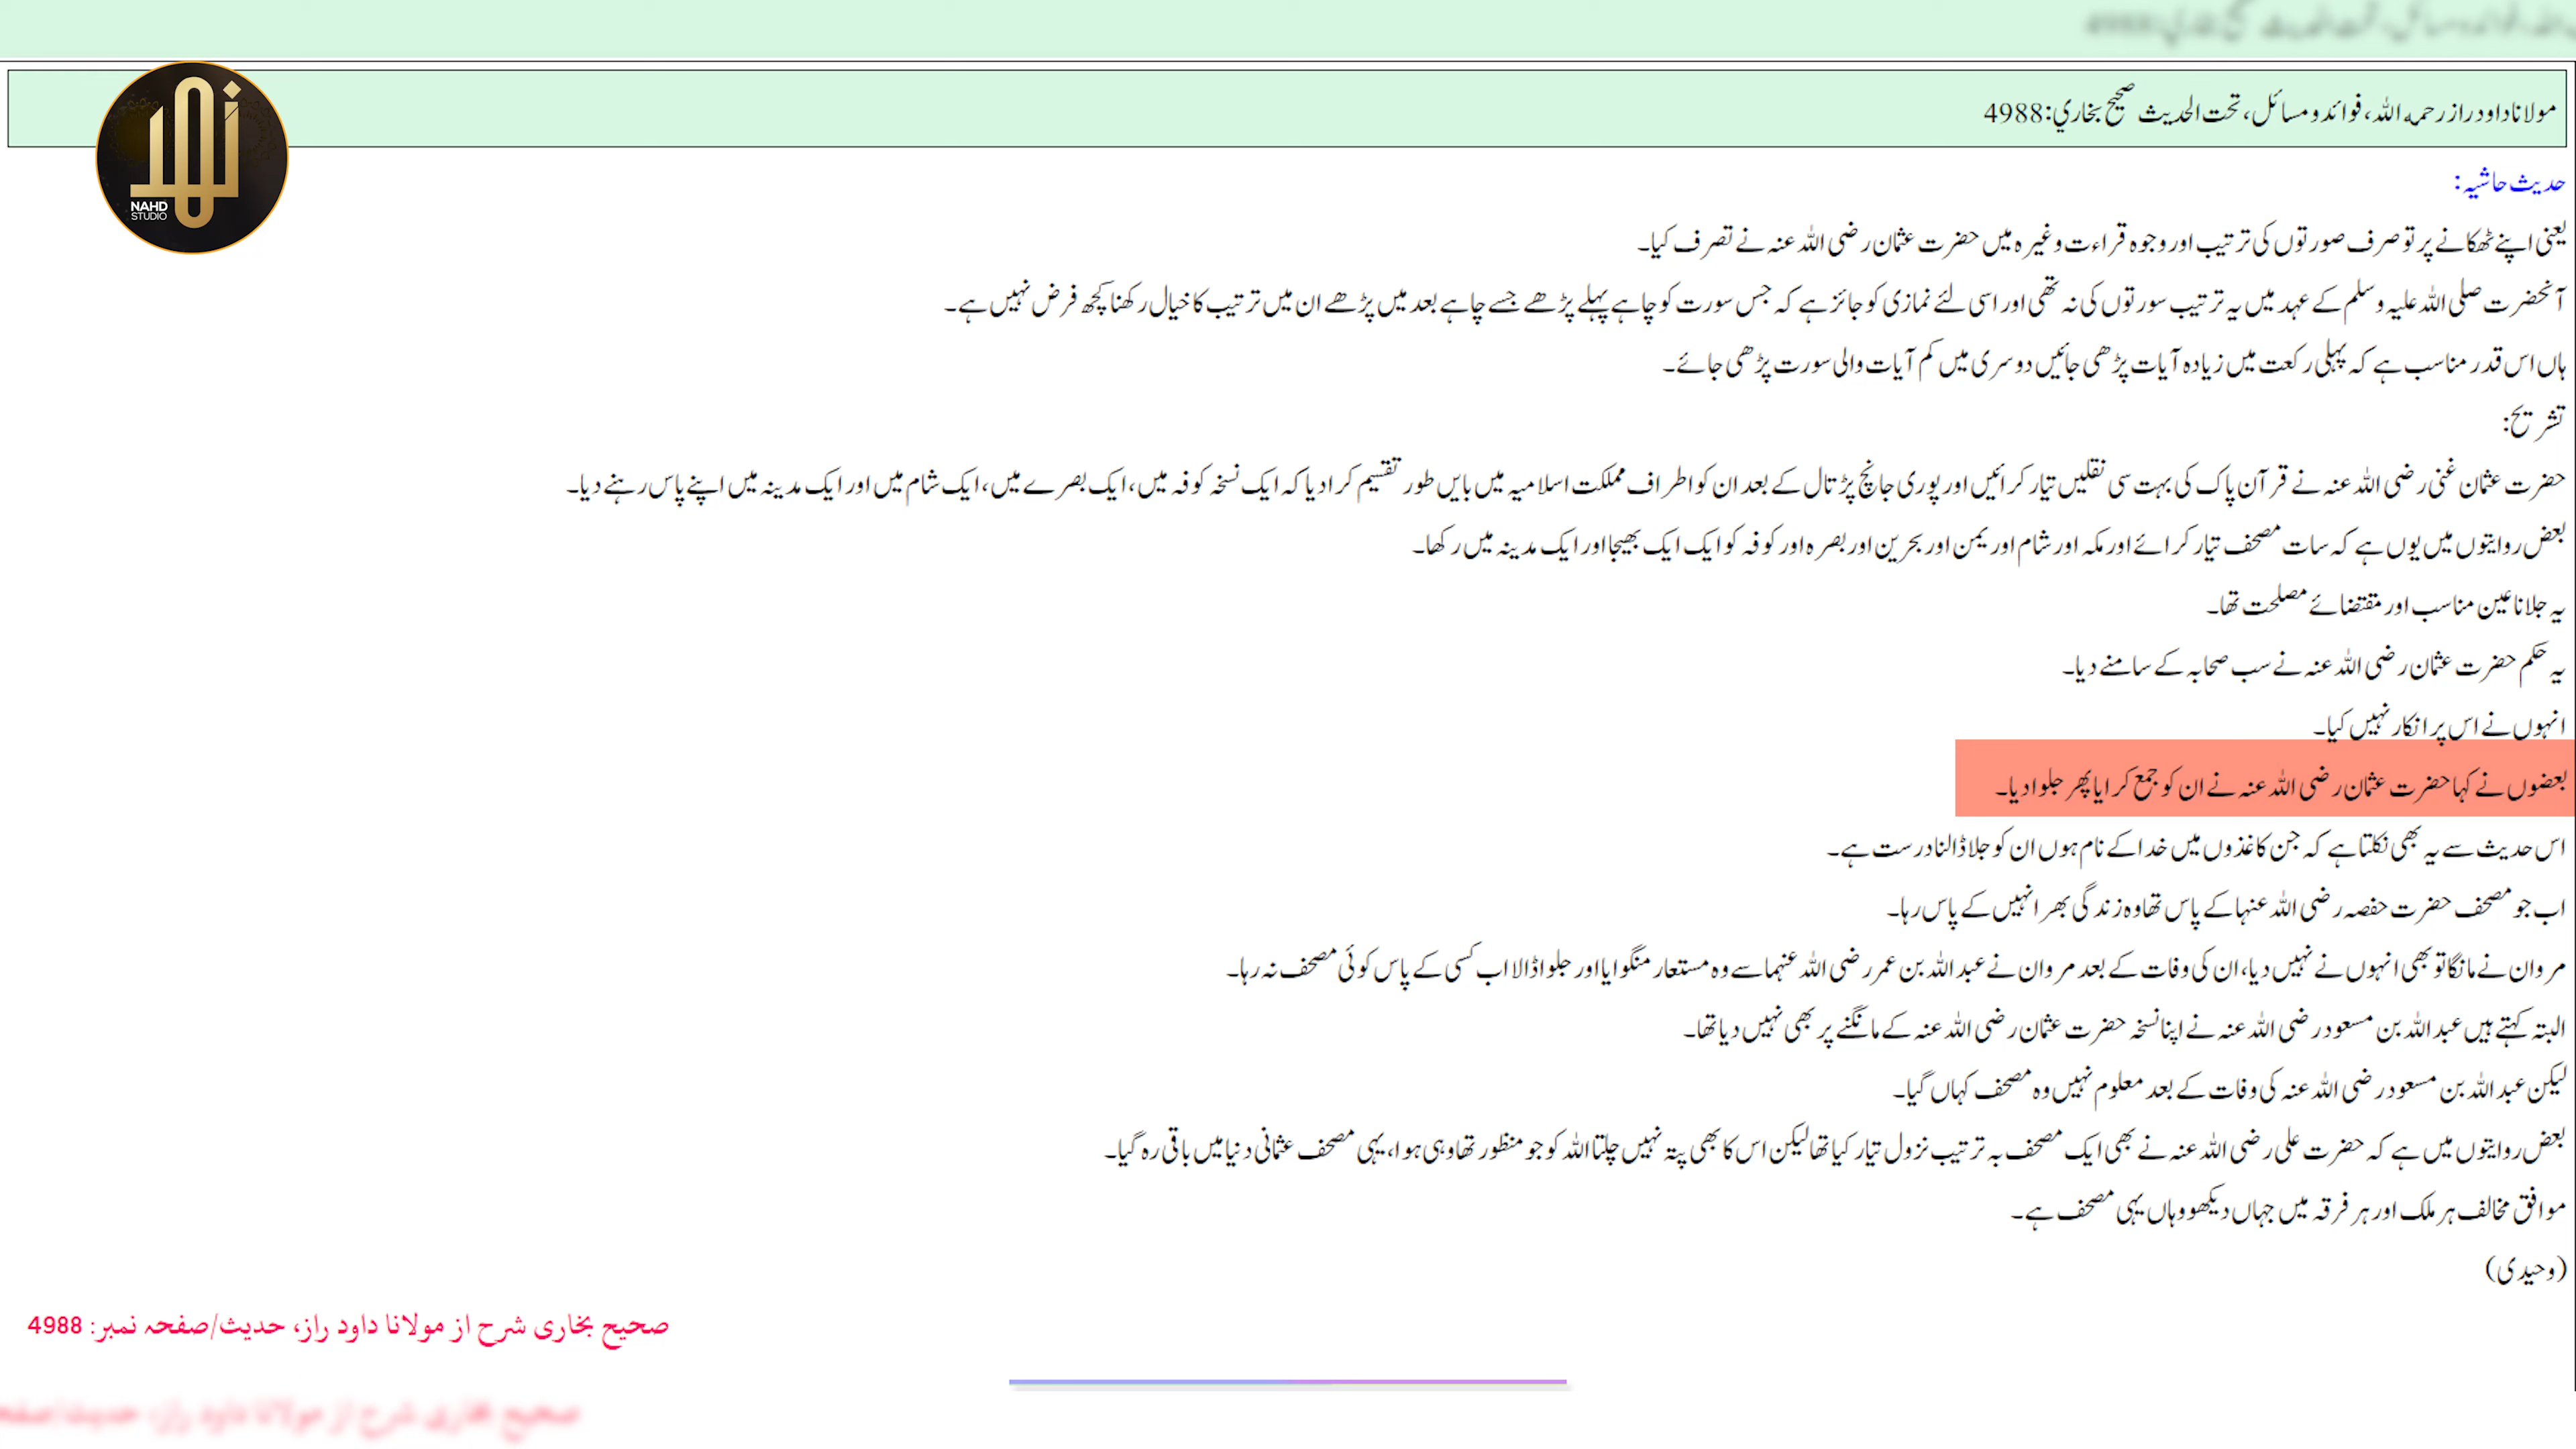 مولانا داود راز رحمه الله، فوائد و مسائل، تحت الحديث صحيح بخاري: 4988
NAHD
STUDIO
حدیث حاشیہ:
یعنی اپنے ٹھکانے پر تو صرف صورتوں کی ترتیب اور وجوہ قراءت وغیرہ میں حضرت عثمان رضی اللہ عنہ نے تصرف کیا۔
آنحضرت صلی اللہ علیہ وسلم کے عہد میں یہ ترتیب سورتوں کی نہ تھی اور اسی لئے نمازی کو جائز ہے کہ جس سورت کو چاہے پہلے پڑھے جسے چاہے بعد میں پڑھے ان میں ترتیب کا خیال رکھنا کچھ فرض نہیں ہے۔
ہاں اس قدر مناسب ہے کہ پہلی رکعت میں زیادہ آیات پڑھی جائیں دوسری میں کم آیات والی سورت پڑھی جائے۔
تشریح:
حضرت عثمان غنی رضی اللہ عنہ نے قرآن پاک کی بہت سی نقلیں تیار کرائیں اور پوری جانچ پڑتال کے بعد ان کو اطراف مملکت اسلامیہ میں بایں طور تقسیم کرا دیا کہ ایک نسخہ کوفہ میں، ایک بصرے میں، ایک شام میں اور ایک مدینہ میں اپنے پاس رہنے دیا۔
بعض روایتوں میں یوں ہے کہ سات مصحف تیار کرائے اور مکہ اور شام اور یمن اور بحرین اور بصرہ اور کوفہ کو ایک ایک بھیجا اور ایک مدینہ میں رکھا۔
یہ جلانا عین مناسب اور مقتضائے مصلحت تھا۔
یہ حکم حضرت عثمان رضی اللہ عنہ نے سب صحابہ کے سامنے دیا۔
انہوں نے اس پر انکار نہیں کیا۔
بعضوں نے کہا حضرت عثمان رضی اللہ عنہ نے ان کو جمع کرایا پھر جلوا دیا۔
اس حدیث سے یہ بھی نکلتا ہے کہ جن کاغذوں میں خدا کے نام ہوں ان کو جلا ڈالنا درست ہے۔
اب جو مصحف حضرت حفصہ رضی اللہ عنہا کے پاس تھا وہ زندگی بھر انہیں کے پاس رہا۔
مروان نے مانگا تو بھی انہوں نے نہیں دیا، ان کی وفات کے بعد مروان نے عبداللہ بن عمر رضی اللہ عنہما سے وہ مستعار منگوایا اور جلوا ڈالا اب کسی کے پاس کوئی مصحف نہ رہا۔
البتہ کہتے ہیں عبداللہ بن مسعود رضی اللہ عنہ نے اپنا نسخہ حضرت عثمان رضی اللہ عنہ کے مانگنے پر بھی نہیں دیا تھا۔
لیکن عبداللہ بن مسعود رضی اللہ عنہ کی وفات کے بعد معلوم نہیں وہ مصحف کہاں گیا۔
بعض روایتوں میں ہے کہ حضرت علی رضی اللہ عنہ نے بھی ایک مصحف بہ ترتیب نزول تیار کیا تھا لیکن اس کا بھی پتہ نہیں چلتا اللہ کو جو منظور تھا وہی ہوا، یہی مصحف عثمانی دنیا میں باقی رہ گیا۔
موافق مخالف ہر ملک اور ہر فرقہ میں جہاں دیکھو وہاں یہی مصحف ہے۔
(وحیدی)
صحیح بخاری شرح از مولانا داود راز، حدیث/صفحہ نمبر: 4988